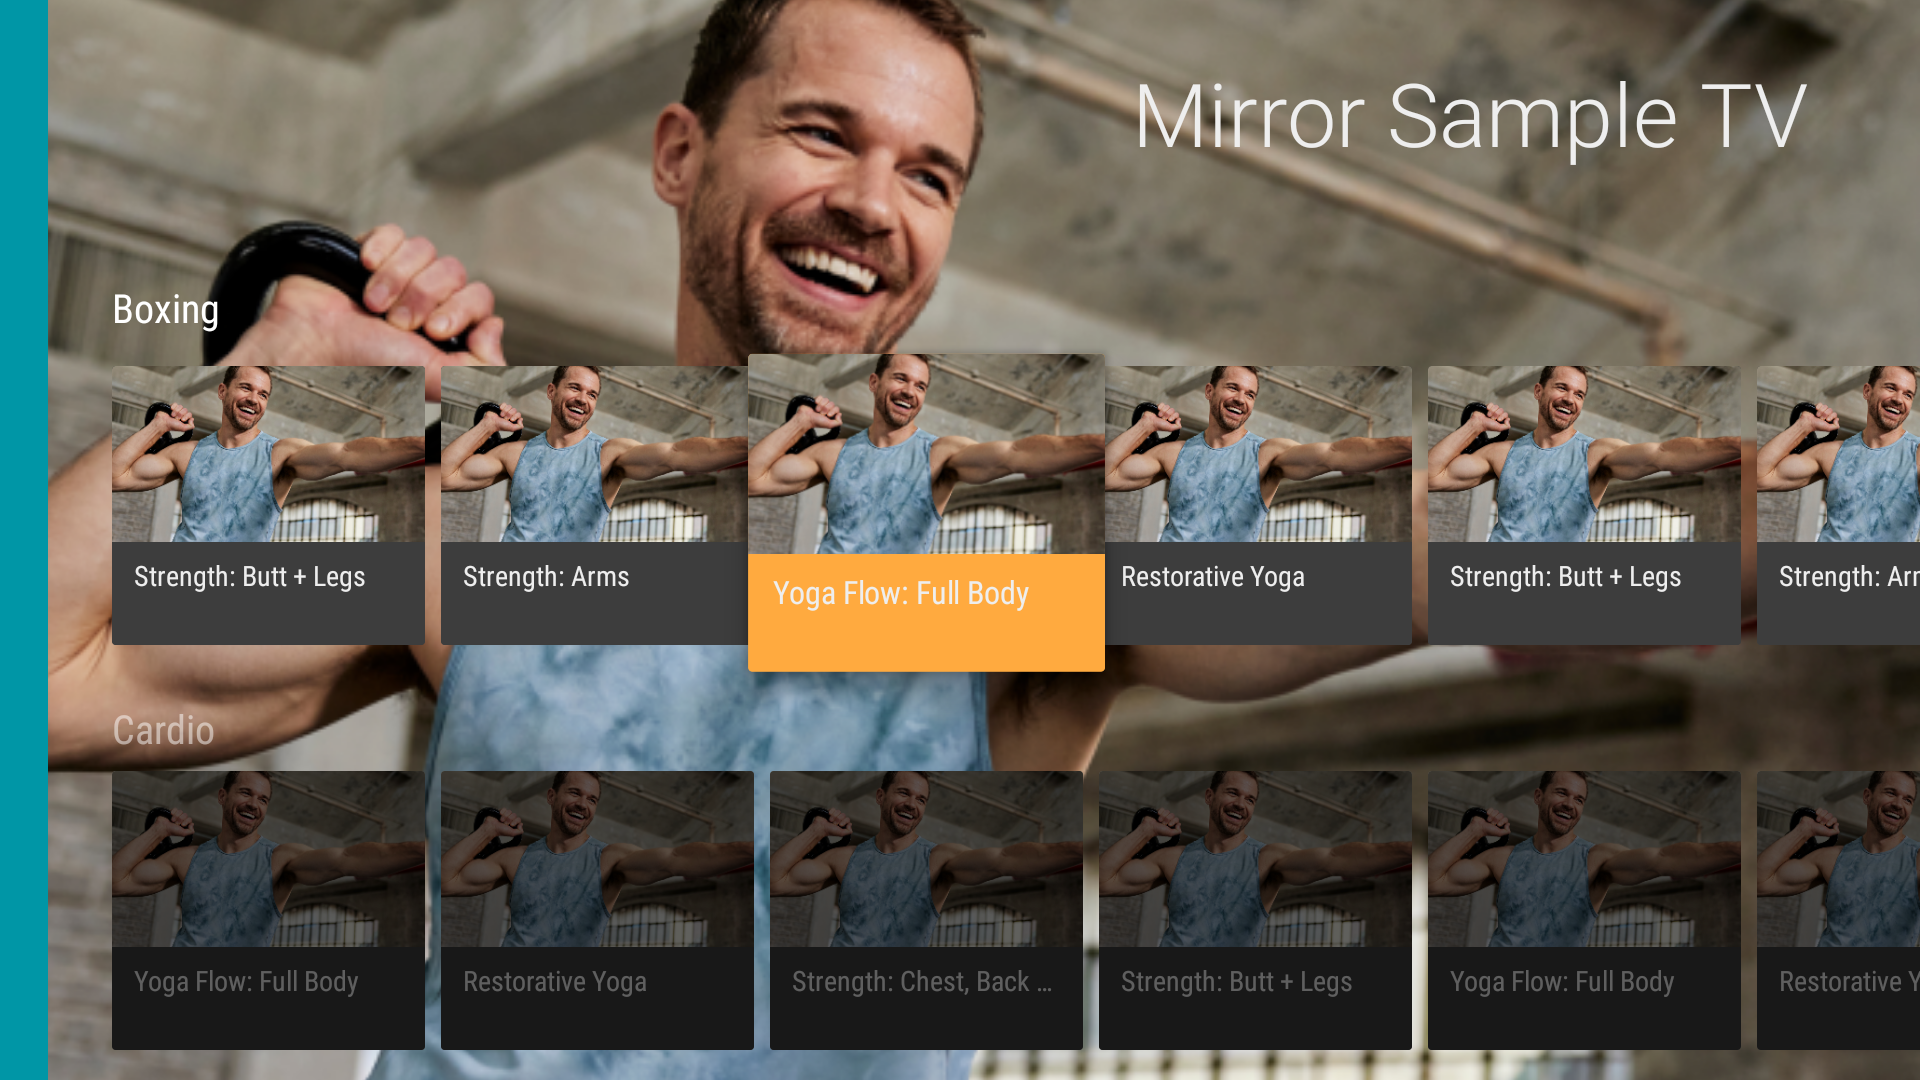 Mirror Sample TV
Boxing
Strength: Butt + Legs
Strength: Arms
Yoga Flow: Full Body
Restorative Yoga
Strength: Butt + Legs
Strength: Arr
Cardio
Yoga Flow: Full Body
Restorative Yoga
Strength: Chest, Back ...
Strength: Butt + Legs
Yoga Flow: Full Body
Restorative Y